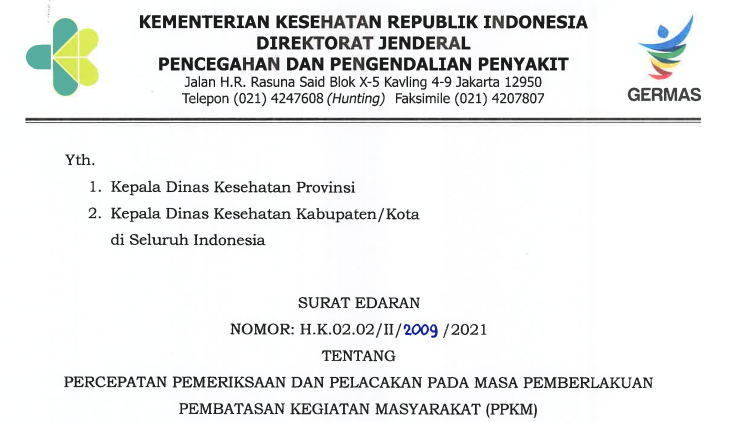 KEMENTERIAN KESEHATAN REPUBLIK INDONESIA
DIREKTORAT JENDERAL
PENCEGAHAN DAN PENGENDALIAN PENYAKIT
Jalan H.R. Rasuna Said Blok X-5 Kavling 4-9 Jakarta 12950
Telepon (021) 4247608 (Hunting) Faksimile (021) 4207807
GERMAS
Yth.
1. Kepala Dinas Kesehatan Provinsi
2. Kepala Dinas Kesehatan Kabupaten/Kota
di Seluruh Indonesia
SURAT EDARAN
NOMOR: H.K.02.02/II/2009 /2021
TENTANG
PERCEPATAN PEMERIKSAAN DAN PELACAKAN PADA MASA PEMBERLAKUAN
PEMBATASAN KEGIATAN MASYARAKAT (PPKM)